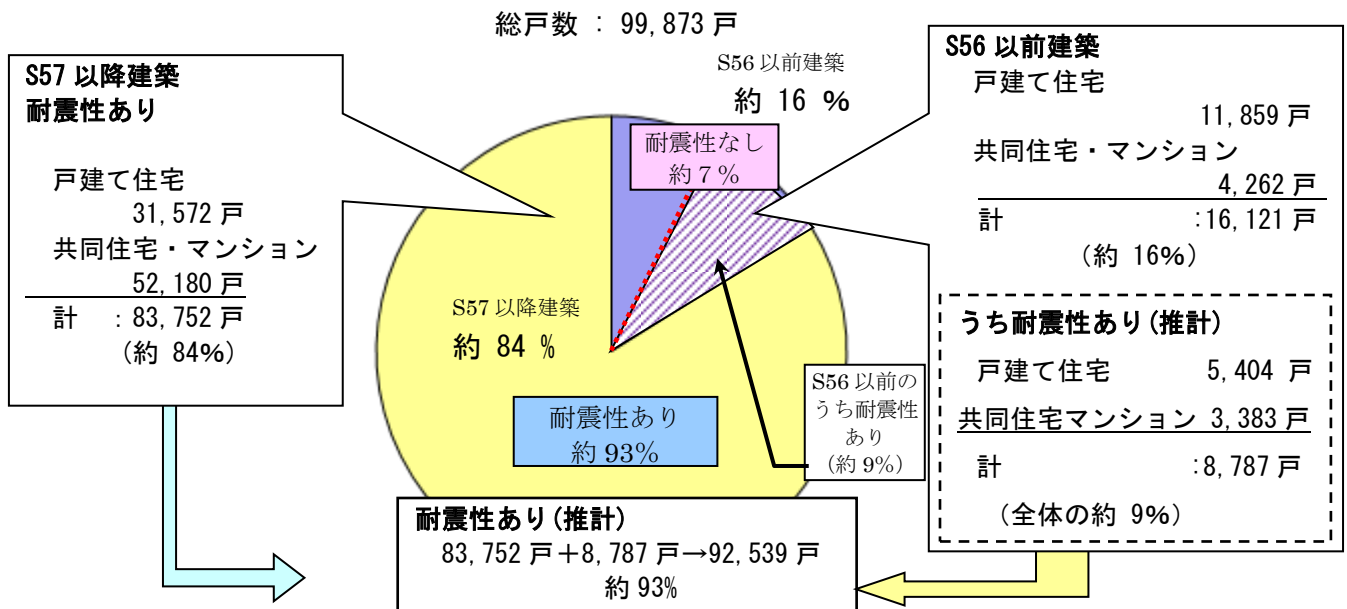 総戸数 : 99,873 戸
S57 以降建築
耐震性あり
戸建て住宅
31,572 戸
共同住宅・マンション
52,180 戸
計 : 83,752 戸
(約 84%)
S56 以前建築
約 16 %
耐震性なし
約 7 %
S57 以降建築
約 84 %
耐震性あり
約 93%
S56 以前の
うち耐震性
あり
(約 9%)
S56 以前建築
戸建て住宅
11,859 戸
共同住宅・マンション
4,262 戸
計 :16,121 戸
(約 16%)
うち耐震性あり(推計)
戸建て住宅 5,404 戸
共同住宅マンション 3,383 戸
計 :8,787 戸
(全体の約 9%)
耐震性あり(推計)
83,752 戸+8,787 戸→92,539 戸
約 93%